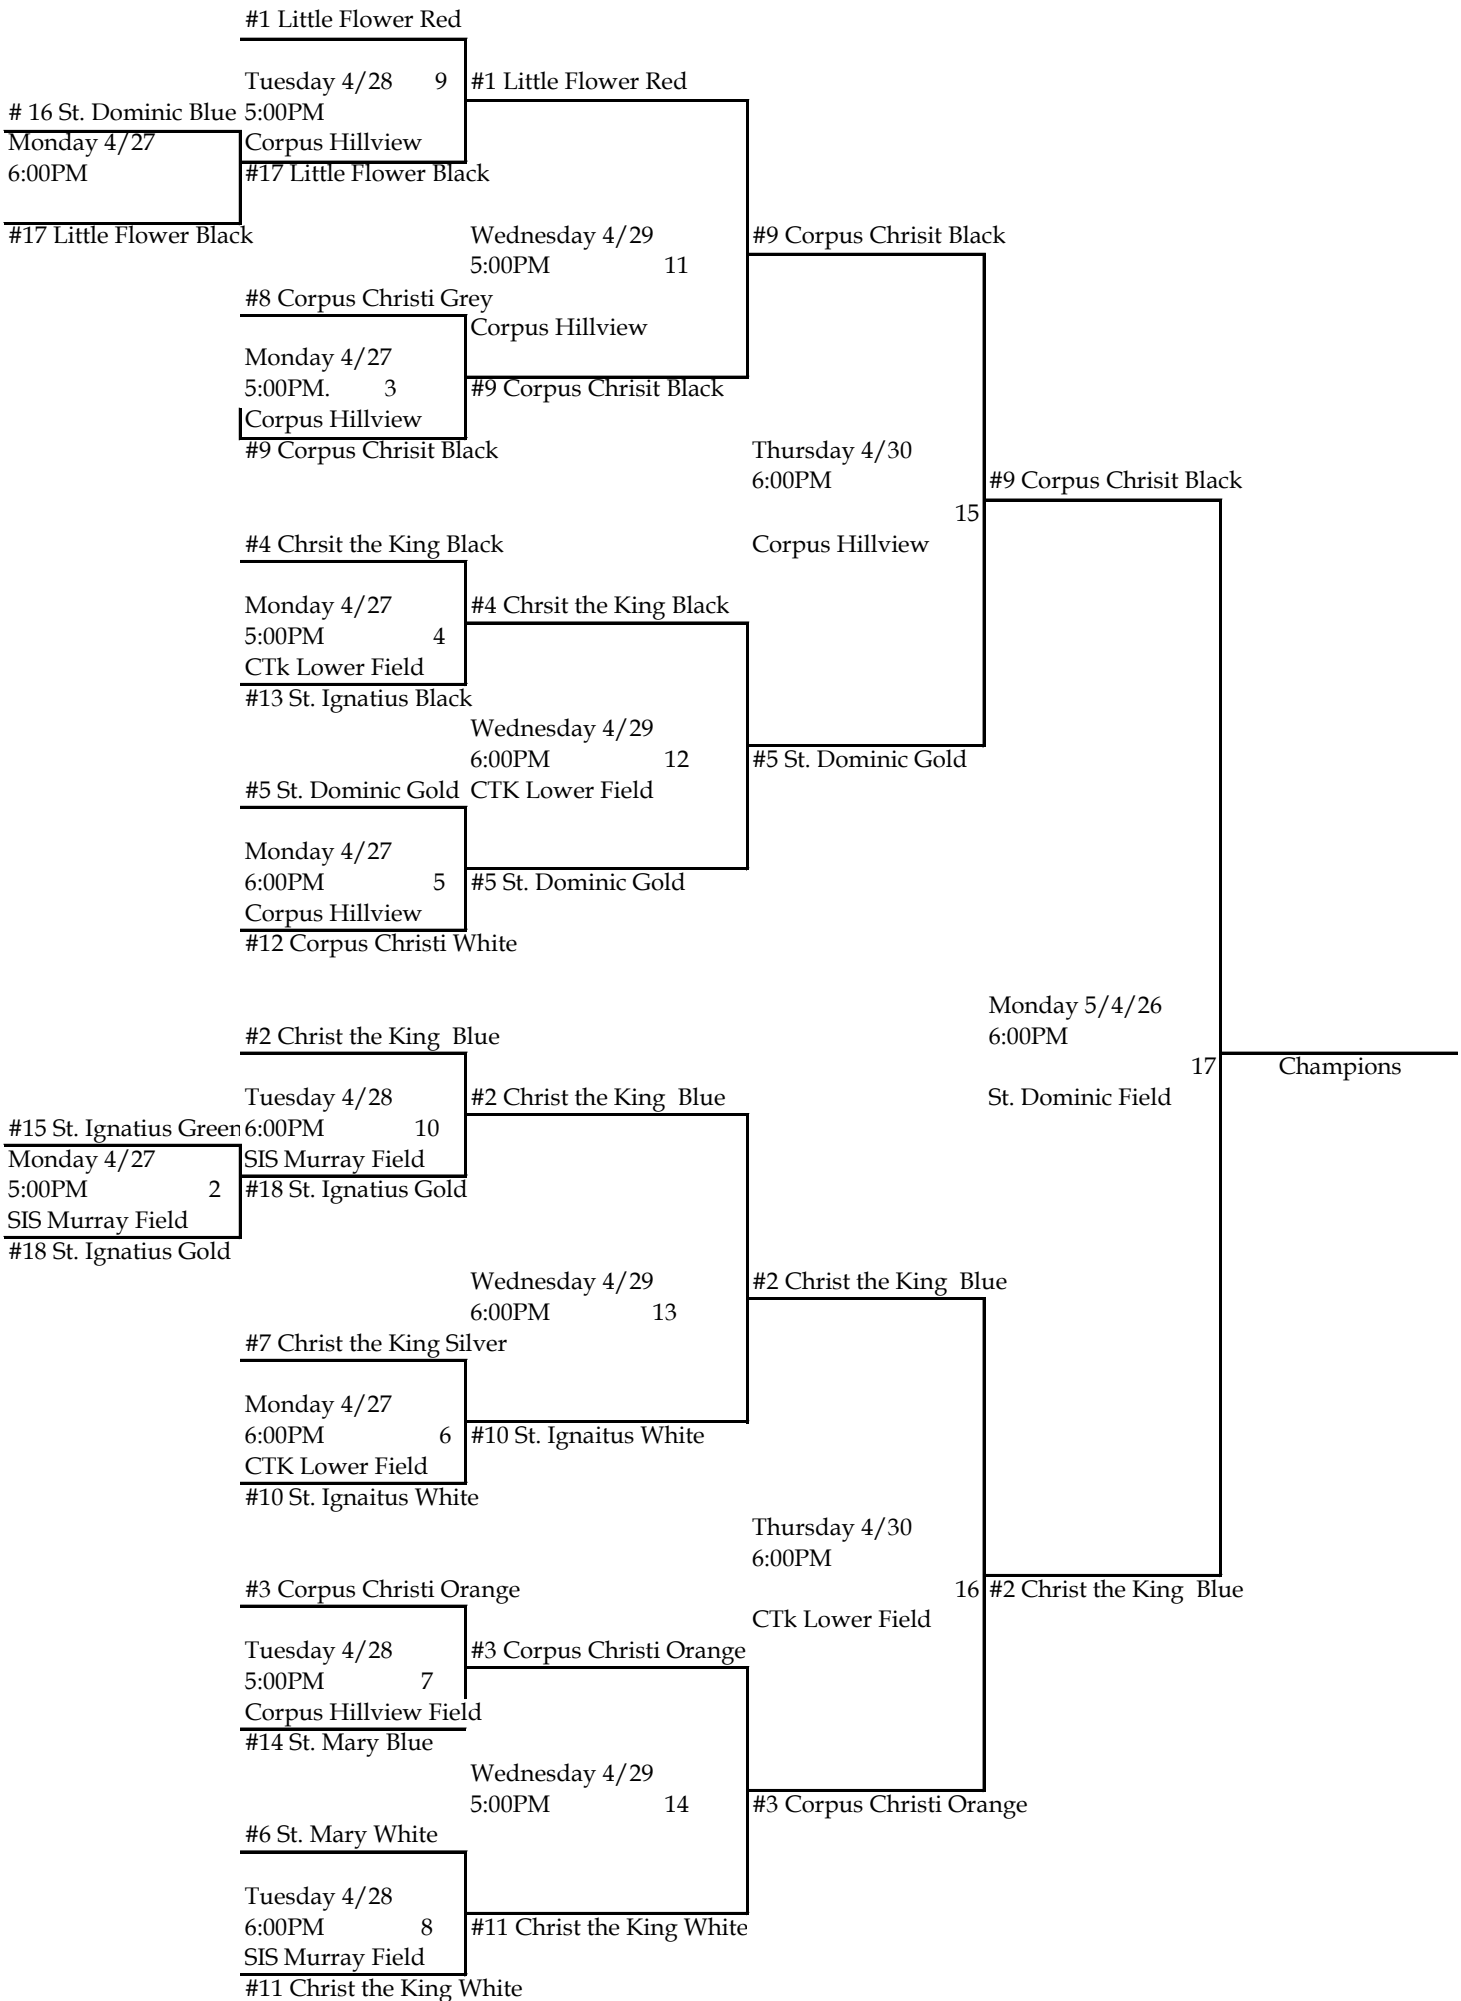 #1 Little Flower Red
Tuesday 4/28 9
#1 Little Flower Red
# 16 St. Dominic Blue
5:00PM
Monday 4/27
Corpus Hillview
6:00PM
#17 Little Flower Black
#17 Little Flower Black
Wednesday 4/29
#9 Corpus Chrisit Black
5:00PM 11
#8 Corpus Christi Grey
Corpus Hillview
Monday 4/27
5:00PM. 3
#9 Corpus Chrisit Black
Corpus Hillview
#9 Corpus Chrisit Black
Thursday 4/30
6:00PM
#9 Corpus Chrisit Black
15
#4 Chrsit the King Black
Corpus Hillview
Monday 4/27
#4 Chrsit the King Black
5:00PM 4
CTk Lower Field
#13 St. Ignatius Black
Wednesday 4/29
6:00PM 12
#5 St. Dominic Gold
#5 St. Dominic Gold
CTK Lower Field
Monday 4/27
6:00PM 5
#5 St. Dominic Gold
Corpus Hillview
#12 Corpus Christi White
Monday 5/4/26
#2 Christ the King  Blue
6:00PM
17
Champions
Tuesday 4/28
#2 Christ the King  Blue
St. Dominic Field
#15 St. Ignatius Green
6:00PM 10
Monday 4/27
SIS Murray Field
5:00PM 2
#18 St. Ignatius Gold
SIS Murray Field
#18 St. Ignatius Gold
Wednesday 4/29
#2 Christ the King  Blue
6:00PM 13
#7 Christ the King Silver
Monday 4/27
6:00PM 6
#10 St. Ignaitus White
CTK Lower Field
#10 St. Ignaitus White
Thursday 4/30
6:00PM
#3 Corpus Christi Orange
16
#2 Christ the King  Blue
CTk Lower Field
Tuesday 4/28
#3 Corpus Christi Orange
5:00PM 7
Corpus Hillview Field
#14 St. Mary Blue
Wednesday 4/29
5:00PM 14
#3 Corpus Christi Orange
#6 St. Mary White
Tuesday 4/28
6:00PM 8
#11 Christ the King White
SIS Murray Field
#11 Christ the King White